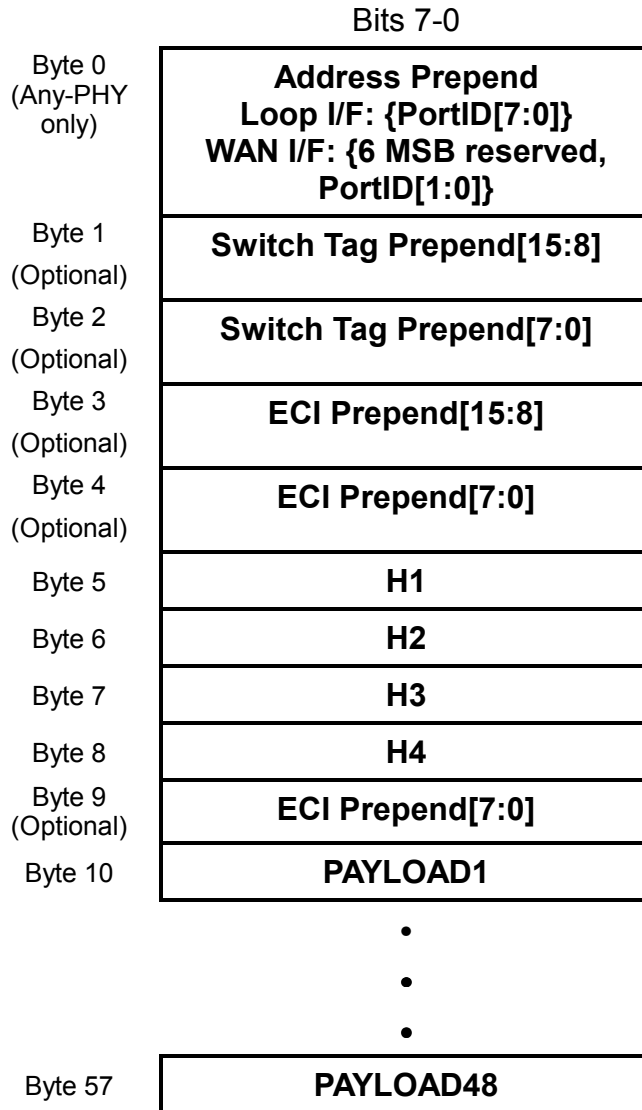 Bits 7-0
Byte 0
(Any-PHY
only)
Address Prepend
Loop I/F: {PortID[7:0]}
WAN I/F: {6 MSB reserved,
PortID[1:0]}
Byte 1
(Optional)
Switch Tag Prepend[15:8]
Byte 2
(Optional)
Switch Tag Prepend[7:0]
Byte 3
(Optional)
ECI Prepend[15:8]
Byte 4
(Optional)
ECI Prepend[7:0]
Byte 5
H1
Byte 6
H2
Byte 7
H3
Byte 8
H4
Byte 9
(Optional)
ECI Prepend[7:0]
Byte 10
PAYLOAD1
•
•
•
Byte 57
PAYLOAD48